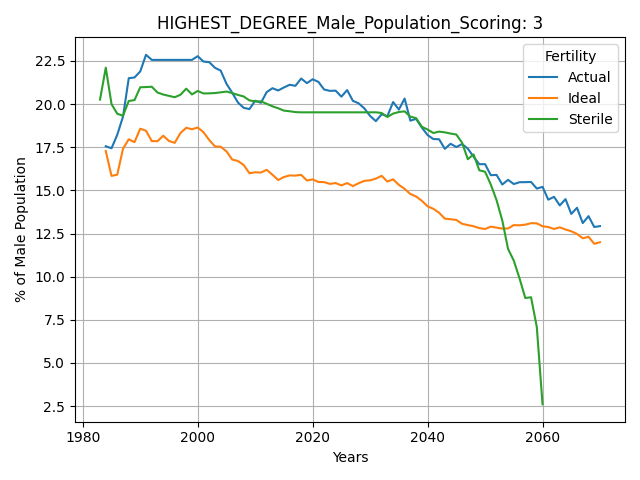 HIGHEST_DEGREE_Male_Population_Scoring: 3
% of Male Population
22.5
20.0
17.5
15.0
12.5
10.0
7.5
5.0
2.5
Fertility
Actual
Ideal
Sterile
1980
2000
2020
2040
2060
Years